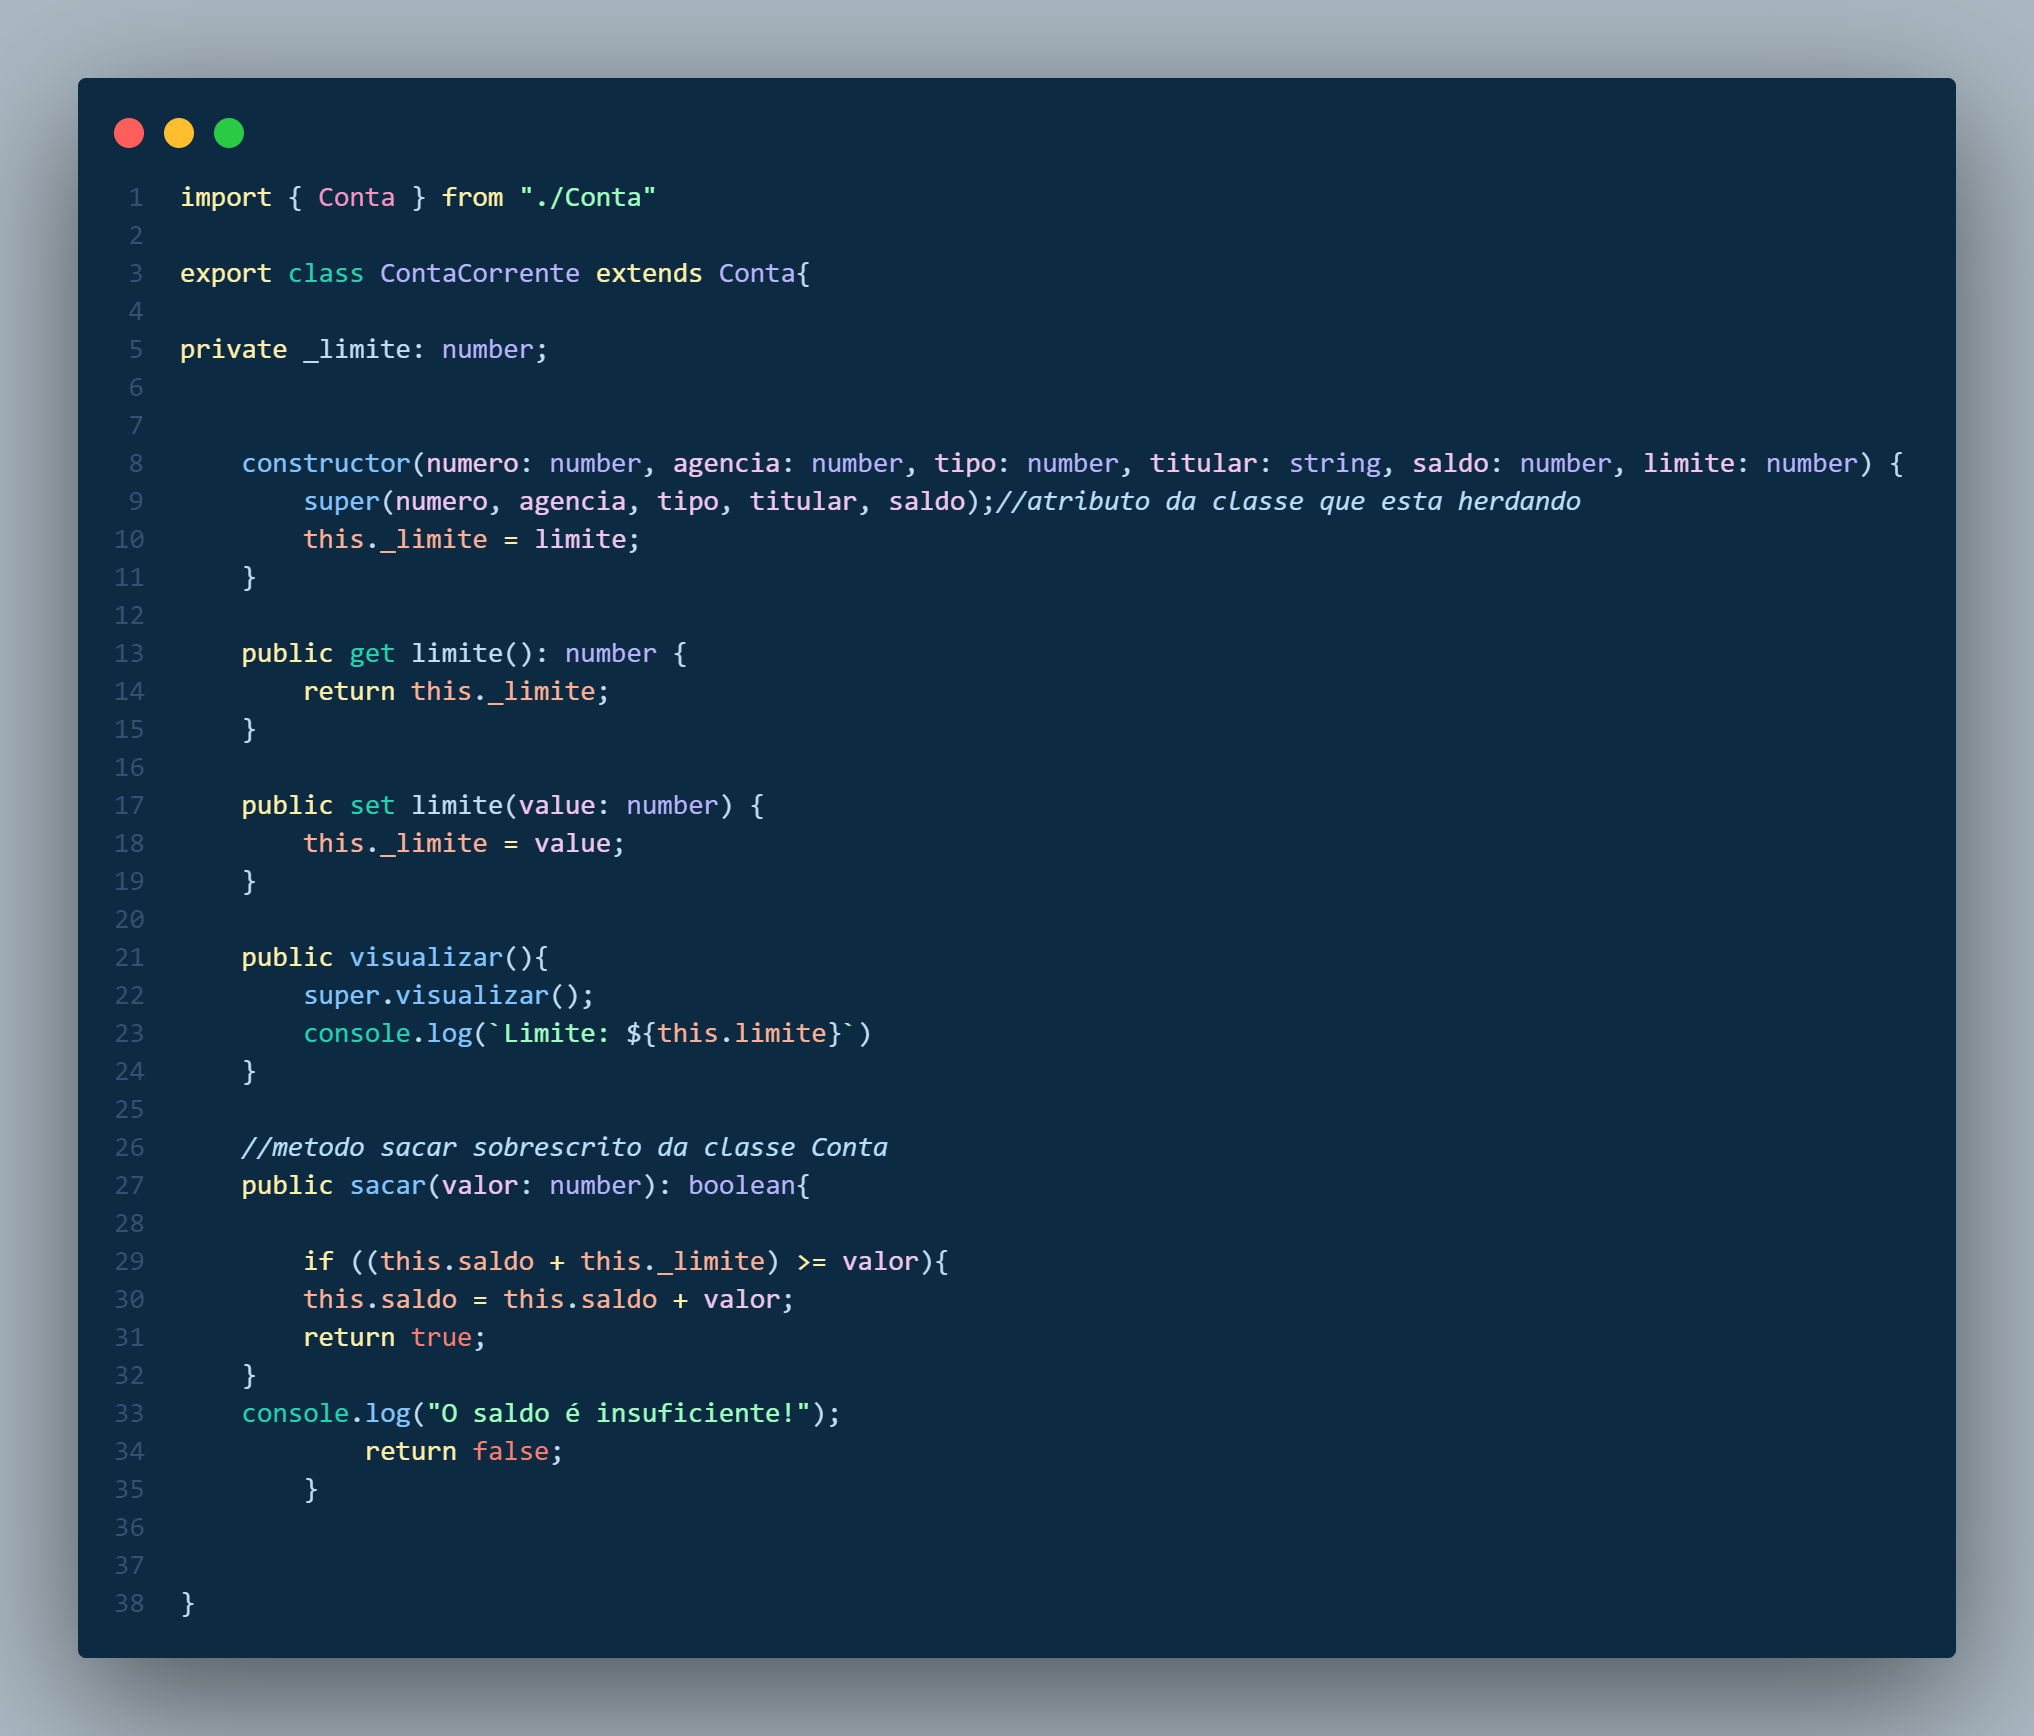 1 import { Conta } from "./Conta"
2
3 export class ContaCorrente extends Conta{
4
5 private _limite: number;
6
7
8     constructor(numero: number, agencia: number, tipo: number, titular: string, saldo: number, limite: number) {
9         super(numero, agencia, tipo, titular, saldo);//atributo da classe que esta herdando
10         this._limite = limite;
11     }
12
13     public get limite(): number {
14         return this._limite;
15     }
16
17     public set limite(value: number) {
18         this._limite = value;
19     }
20
21     public visualizar(){
22         super.visualizar();
23         console.log(`Limite: ${this.limite}`)
24     }
25
26     //metodo sacar sobrescrito da classe Conta
27     public sacar(valor: number): boolean{
28
29         if ((this.saldo + this._limite) >= valor){
30         this.saldo = this.saldo + valor;
31         return true;
32     }
33     console.log("O saldo é insuficiente!");
34             return false;
35         }
36
37
38 }